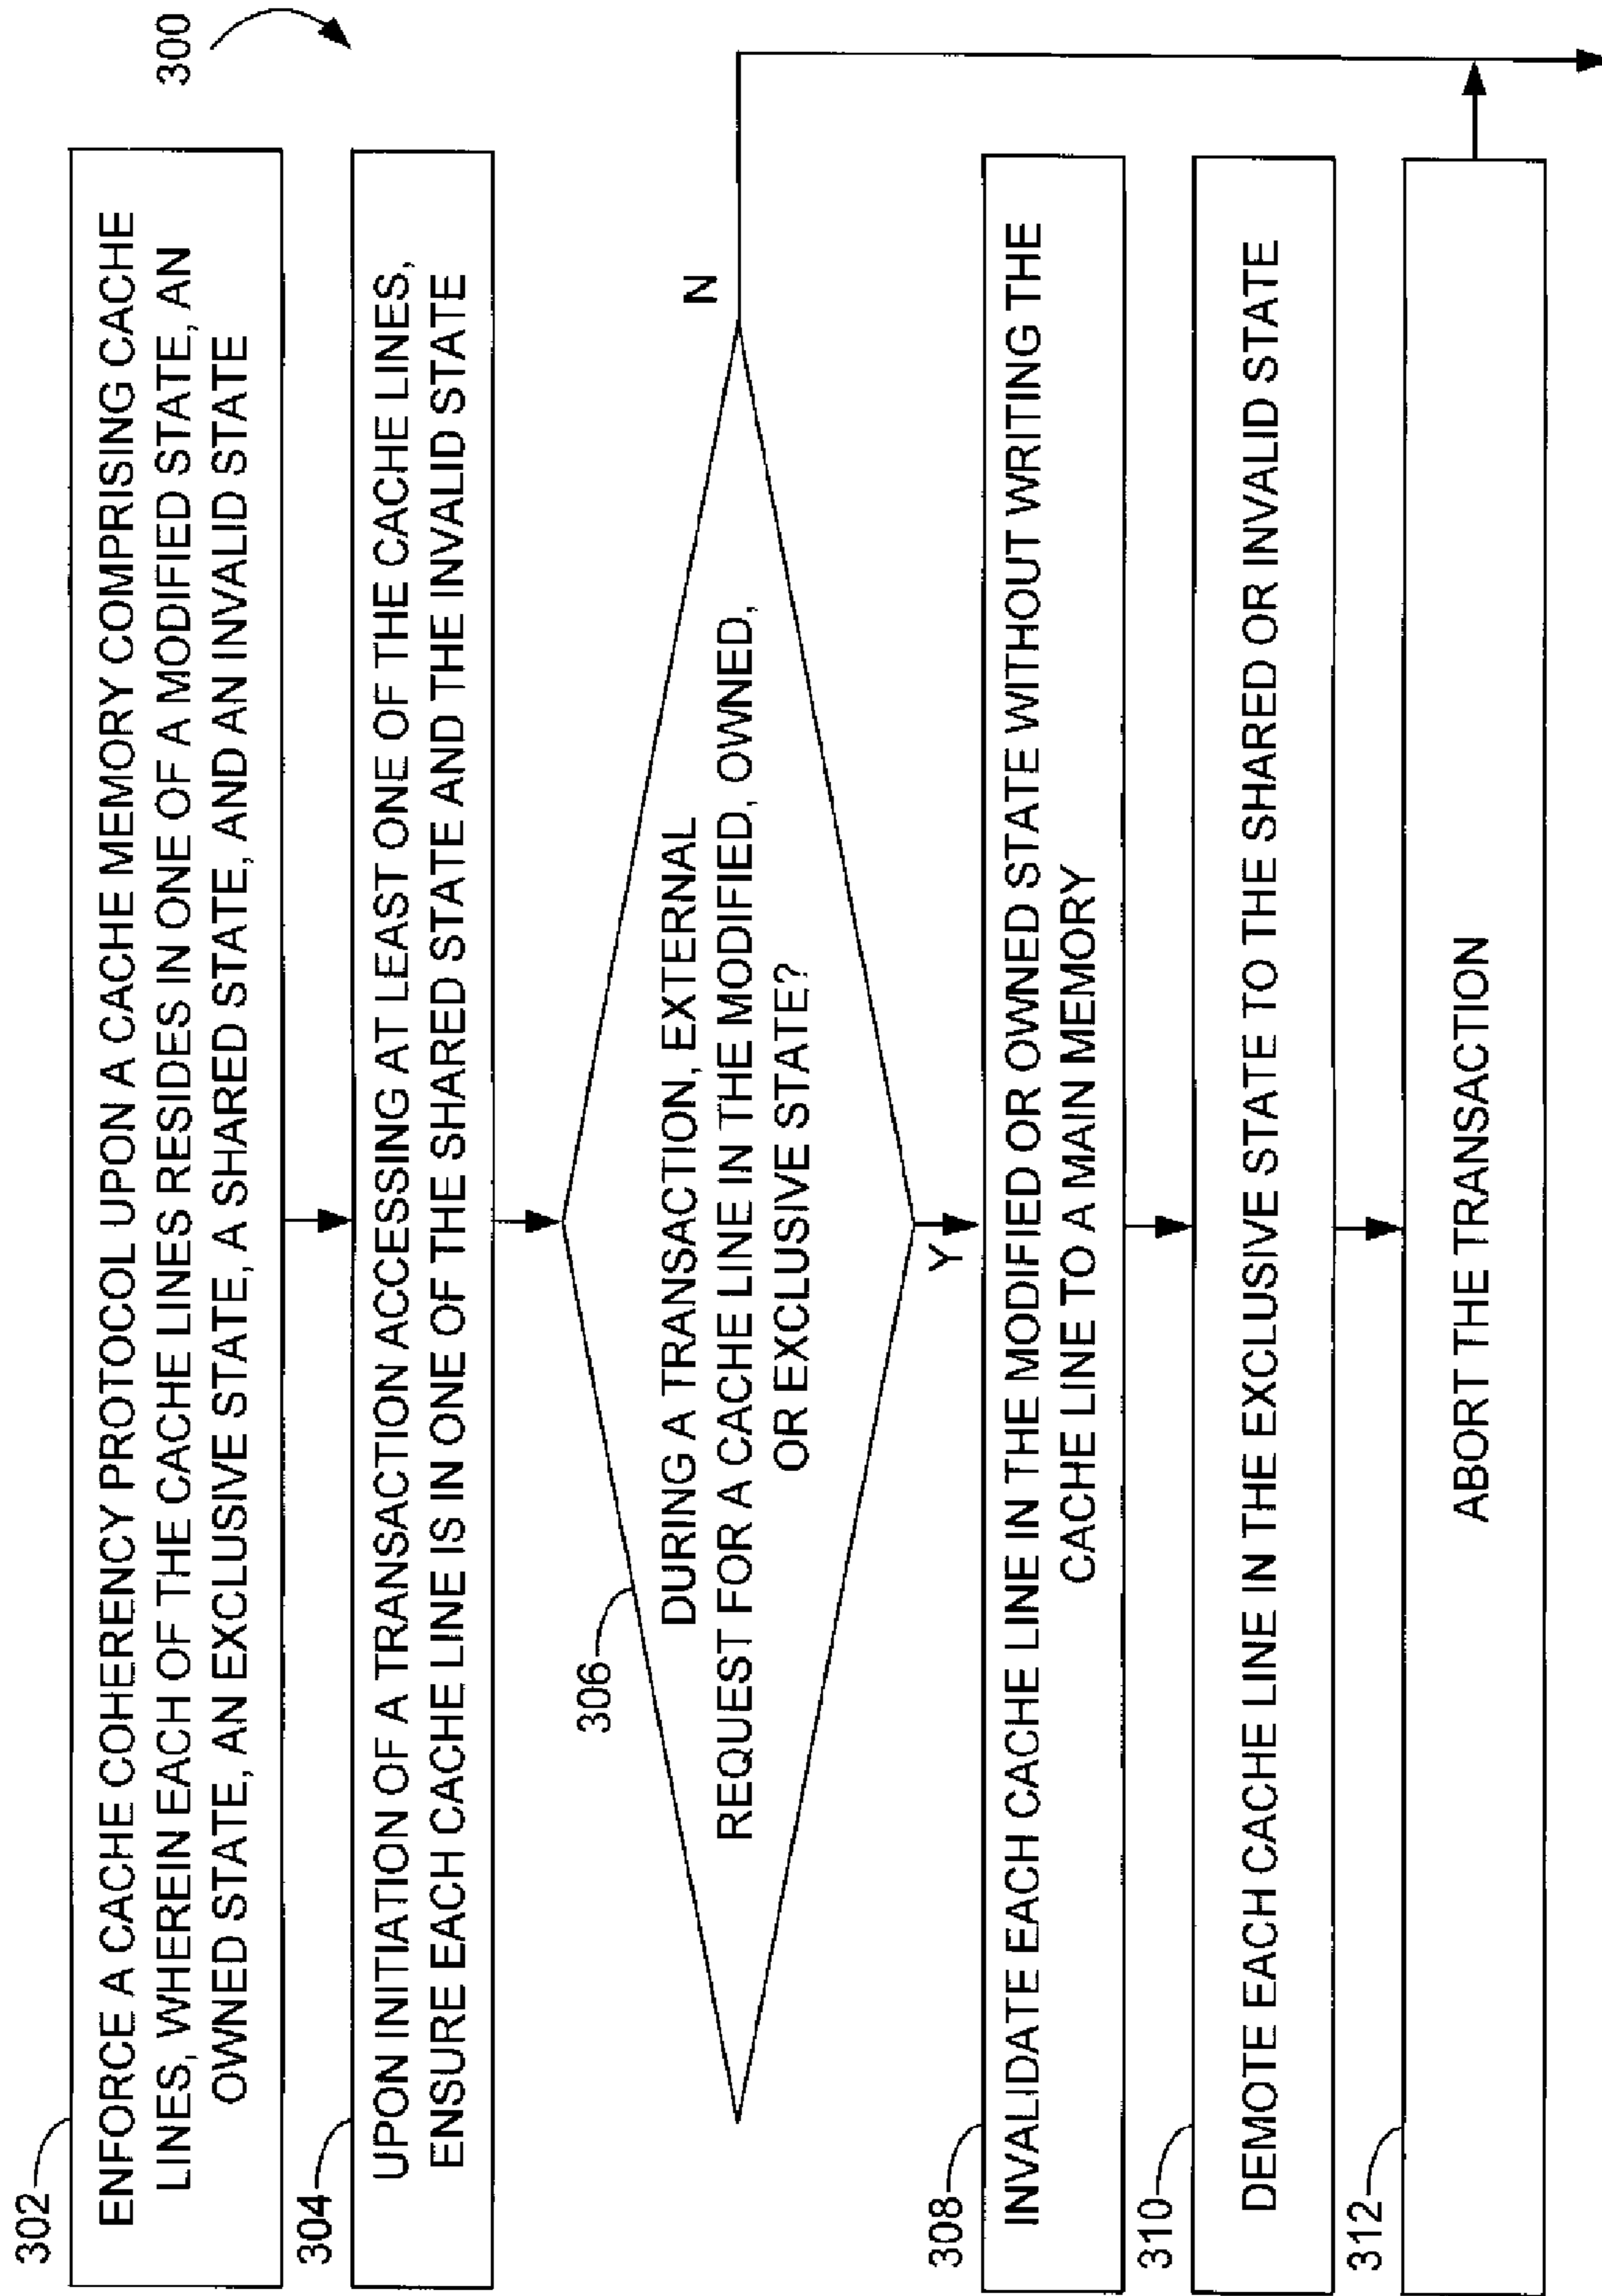 300
302
ENFORCE A CACHE COHERENCY PROTOCOL UPON A CACHE MEMORY COMPRISING CACHE
LINES, WHEREIN EACH OF THE CACHE LINES RESIDES IN ONE OF A MODIFIED STATE, AN
OWNED STATE, AN EXCLUSIVE STATE, A SHARED STATE, AND AN INVALID STATE
304
UPON INITIATION OF A TRANSACTION ACCESSING AT LEAST ONE OF THE CACHE LINES,
ENSURE EACH CACHE LINE IS IN ONE OF THE SHARED STATE AND THE INVALID STATE
306
DURING A TRANSACTION, EXTERNAL
REQUEST FOR A CACHE LINE IN THE MODIFIED, OWNED,
OR EXCLUSIVE STATE?
N
Y
308
INVALIDATE EACH CACHE LINE IN THE MODIFIED OR OWNED STATE WITHOUT WRITING THE
CACHE LINE TO A MAIN MEMORY
310
DEMOTE EACH CACHE LINE IN THE EXCLUSIVE STATE TO THE SHARED OR INVALID STATE
312
ABORT THE TRANSACTION